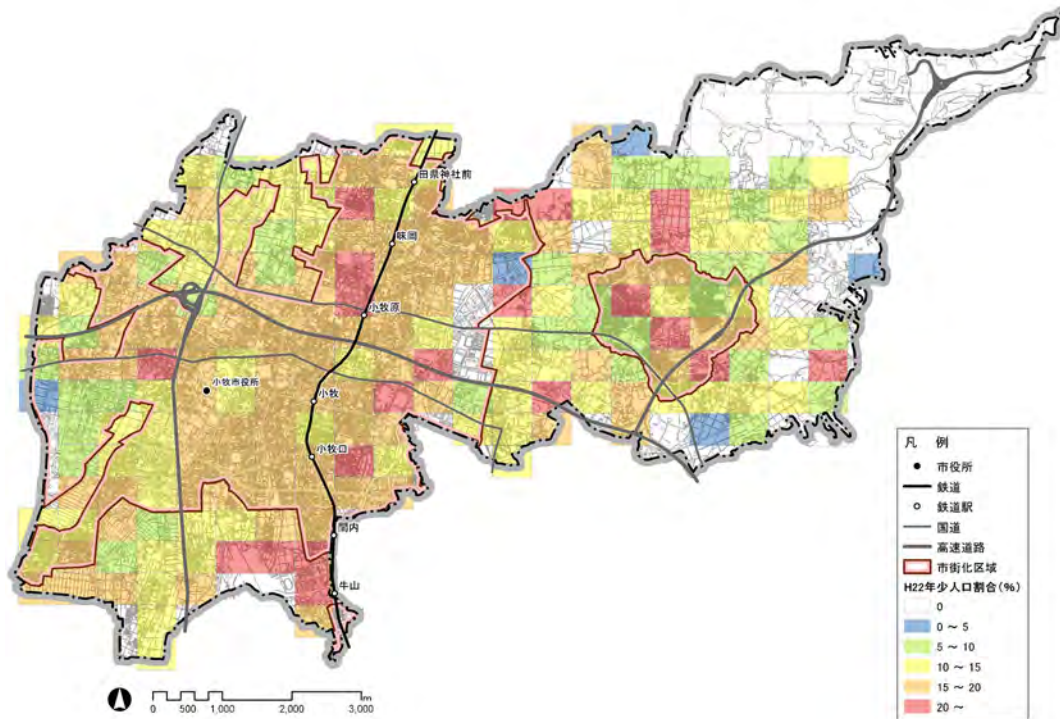 田県神社前
味岡
小牧原
小牧市役所
小牧
小牧口
間内
牛山
凡 例
市役所
鉄道
鉄道駅
国道
高速道路
市街化区域
H22年少人口割合(%)
0
0 ~ 5
5 ~ 10
10 ~ 15
15 ~ 20
20 ~
0 500 1,000 2,000 3,000 m